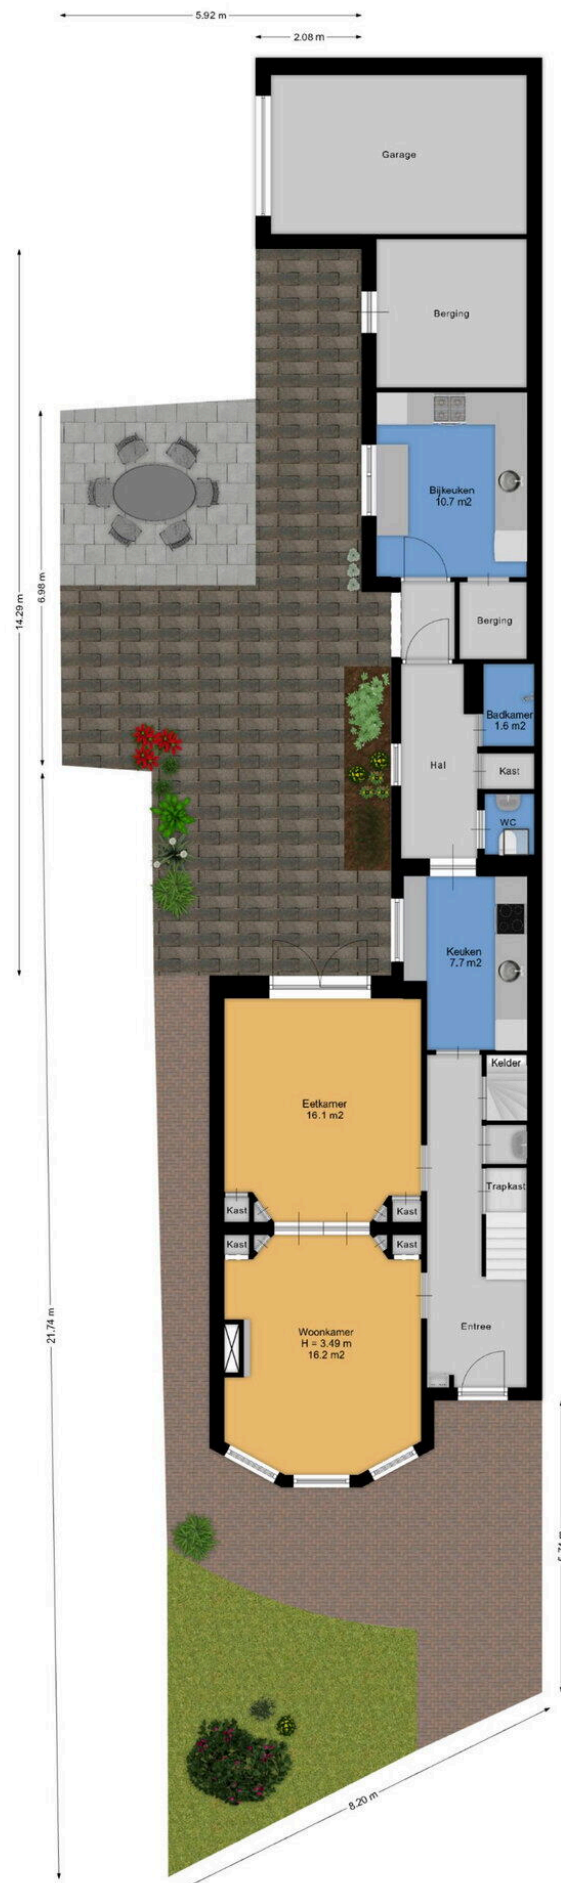 5.92 m
2.08 m
Garage
Berging
14.29 m
6.98 m
Bijkeuken
10.7 m2
Berging
Badkamer
1.6 m2
Hal
Kast
WC
Keuken
7.7 m2
Kelder
Eetkamer
16.1 m2
Trapkast
Kast
Kast
Kast
Kast
21.74 m
Woonkamer
H = 3.49 m
16.2 m2
Entree
8.20 m